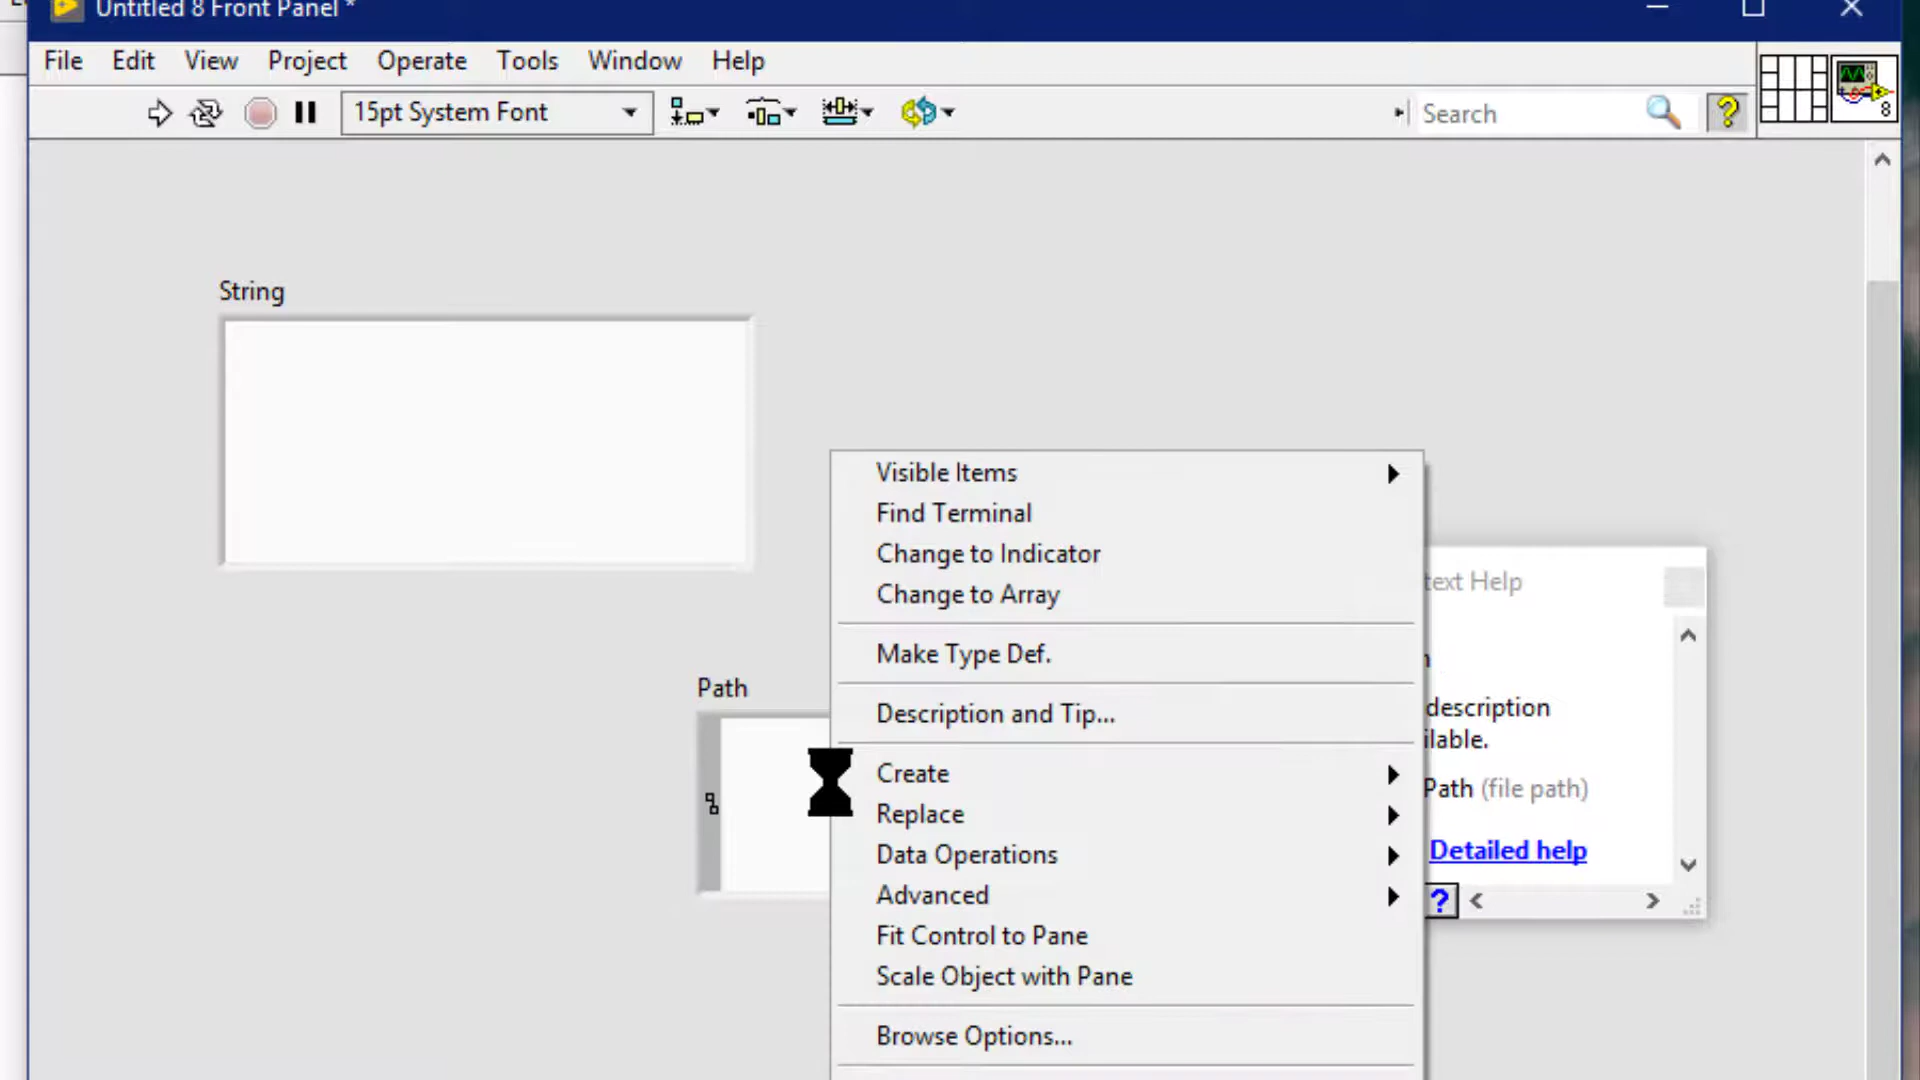 Untitled 8 Front Panel *
File Edit View Project Operate Tools Window Help
15pt System Font
Search
8
String
Path
Visible Items
Find Terminal
Change to Indicator
Change to Array
Make Type Def.
Description and Tip...
Create
Replace
Data Operations
Advanced
Fit Control to Pane
Scale Object with Pane
Browse Options...
text Help
description
ilable.
Path (file path)
Detailed help
?